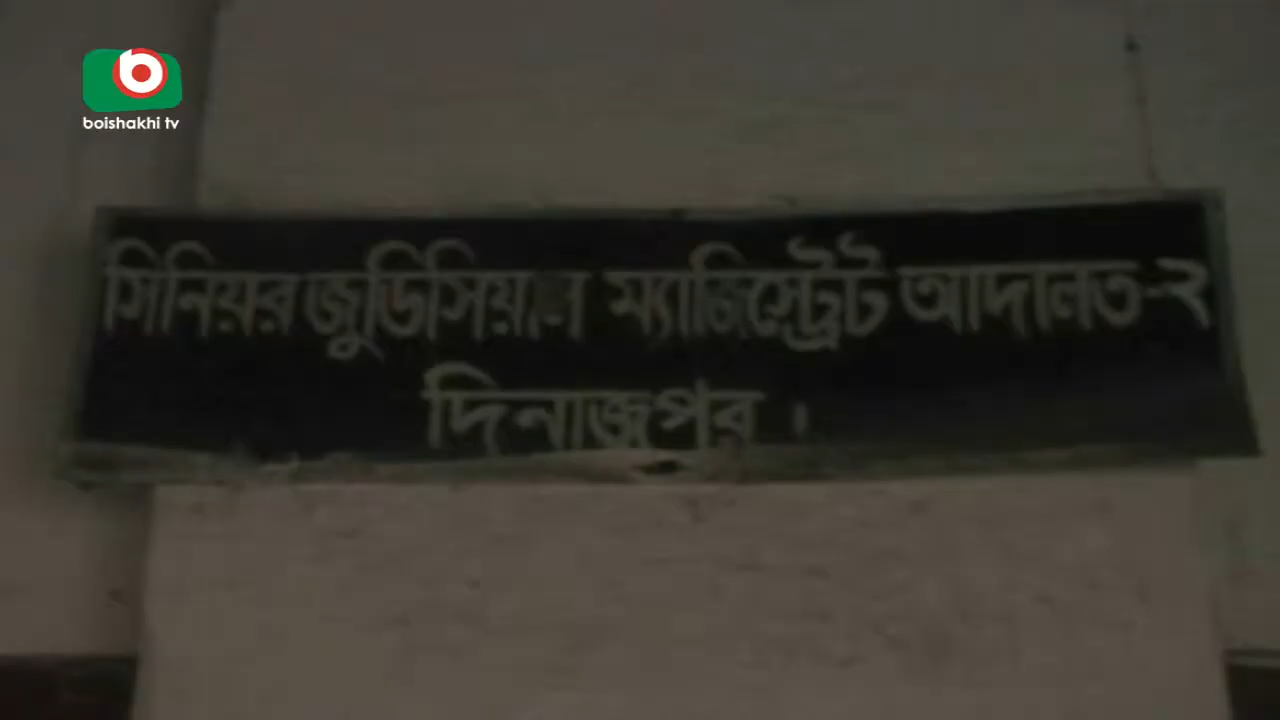 boishakhi tv
সিনিয়র জুডিসিয়াল ম্যাজিস্ট্রেট আদালত-২
দিনাজপুর।